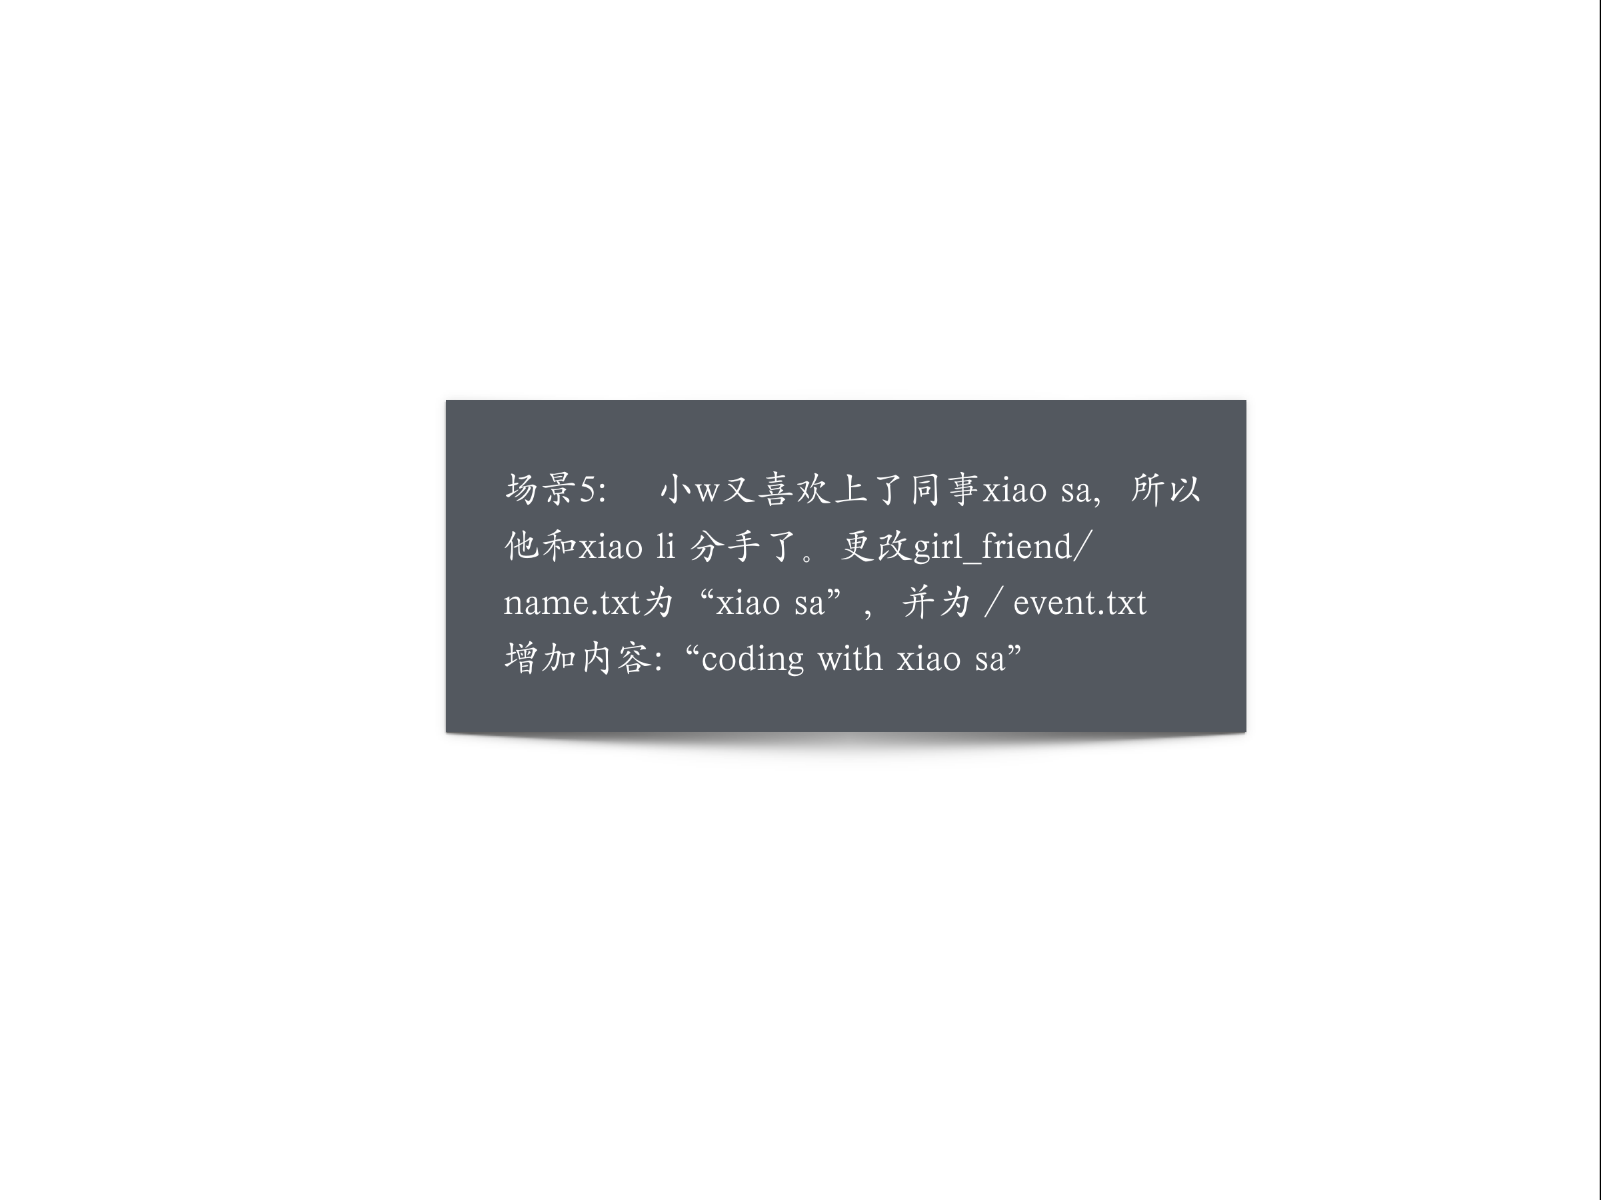 场景5:　小w又喜欢上了同事xiao sa，所以
他和xiao li 分手了。更改girl_friend/
name.txt为“xiao sa”，并为／event.txt
增加内容:“coding with xiao sa”